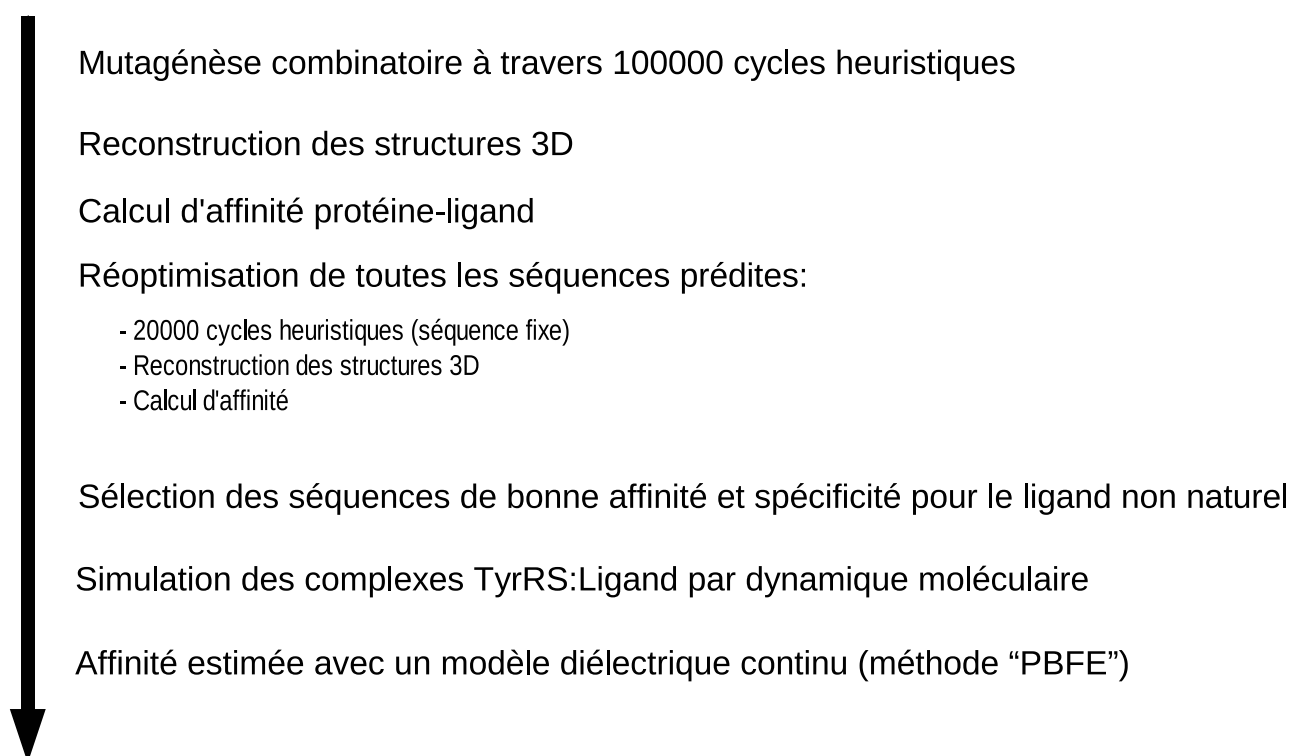 Mutagénèse combinatoire à travers 100000 cycles heuristiques
Reconstruction des structures 3D
Calcul d'affinité protéine-ligand
Réoptimisation de toutes les séquences prédites:
- 20000 cycles heuristiques (séquence fixe)
- Reconstruction des structures 3D
- Calcul d'affinité
Sélection des séquences de bonne affinité et spécificité pour le ligand non naturel
Simulation des complexes TyrRS:Ligand par dynamique moléculaire
Affinité estimée avec un modèle diélectrique continu (méthode “PBFE”)